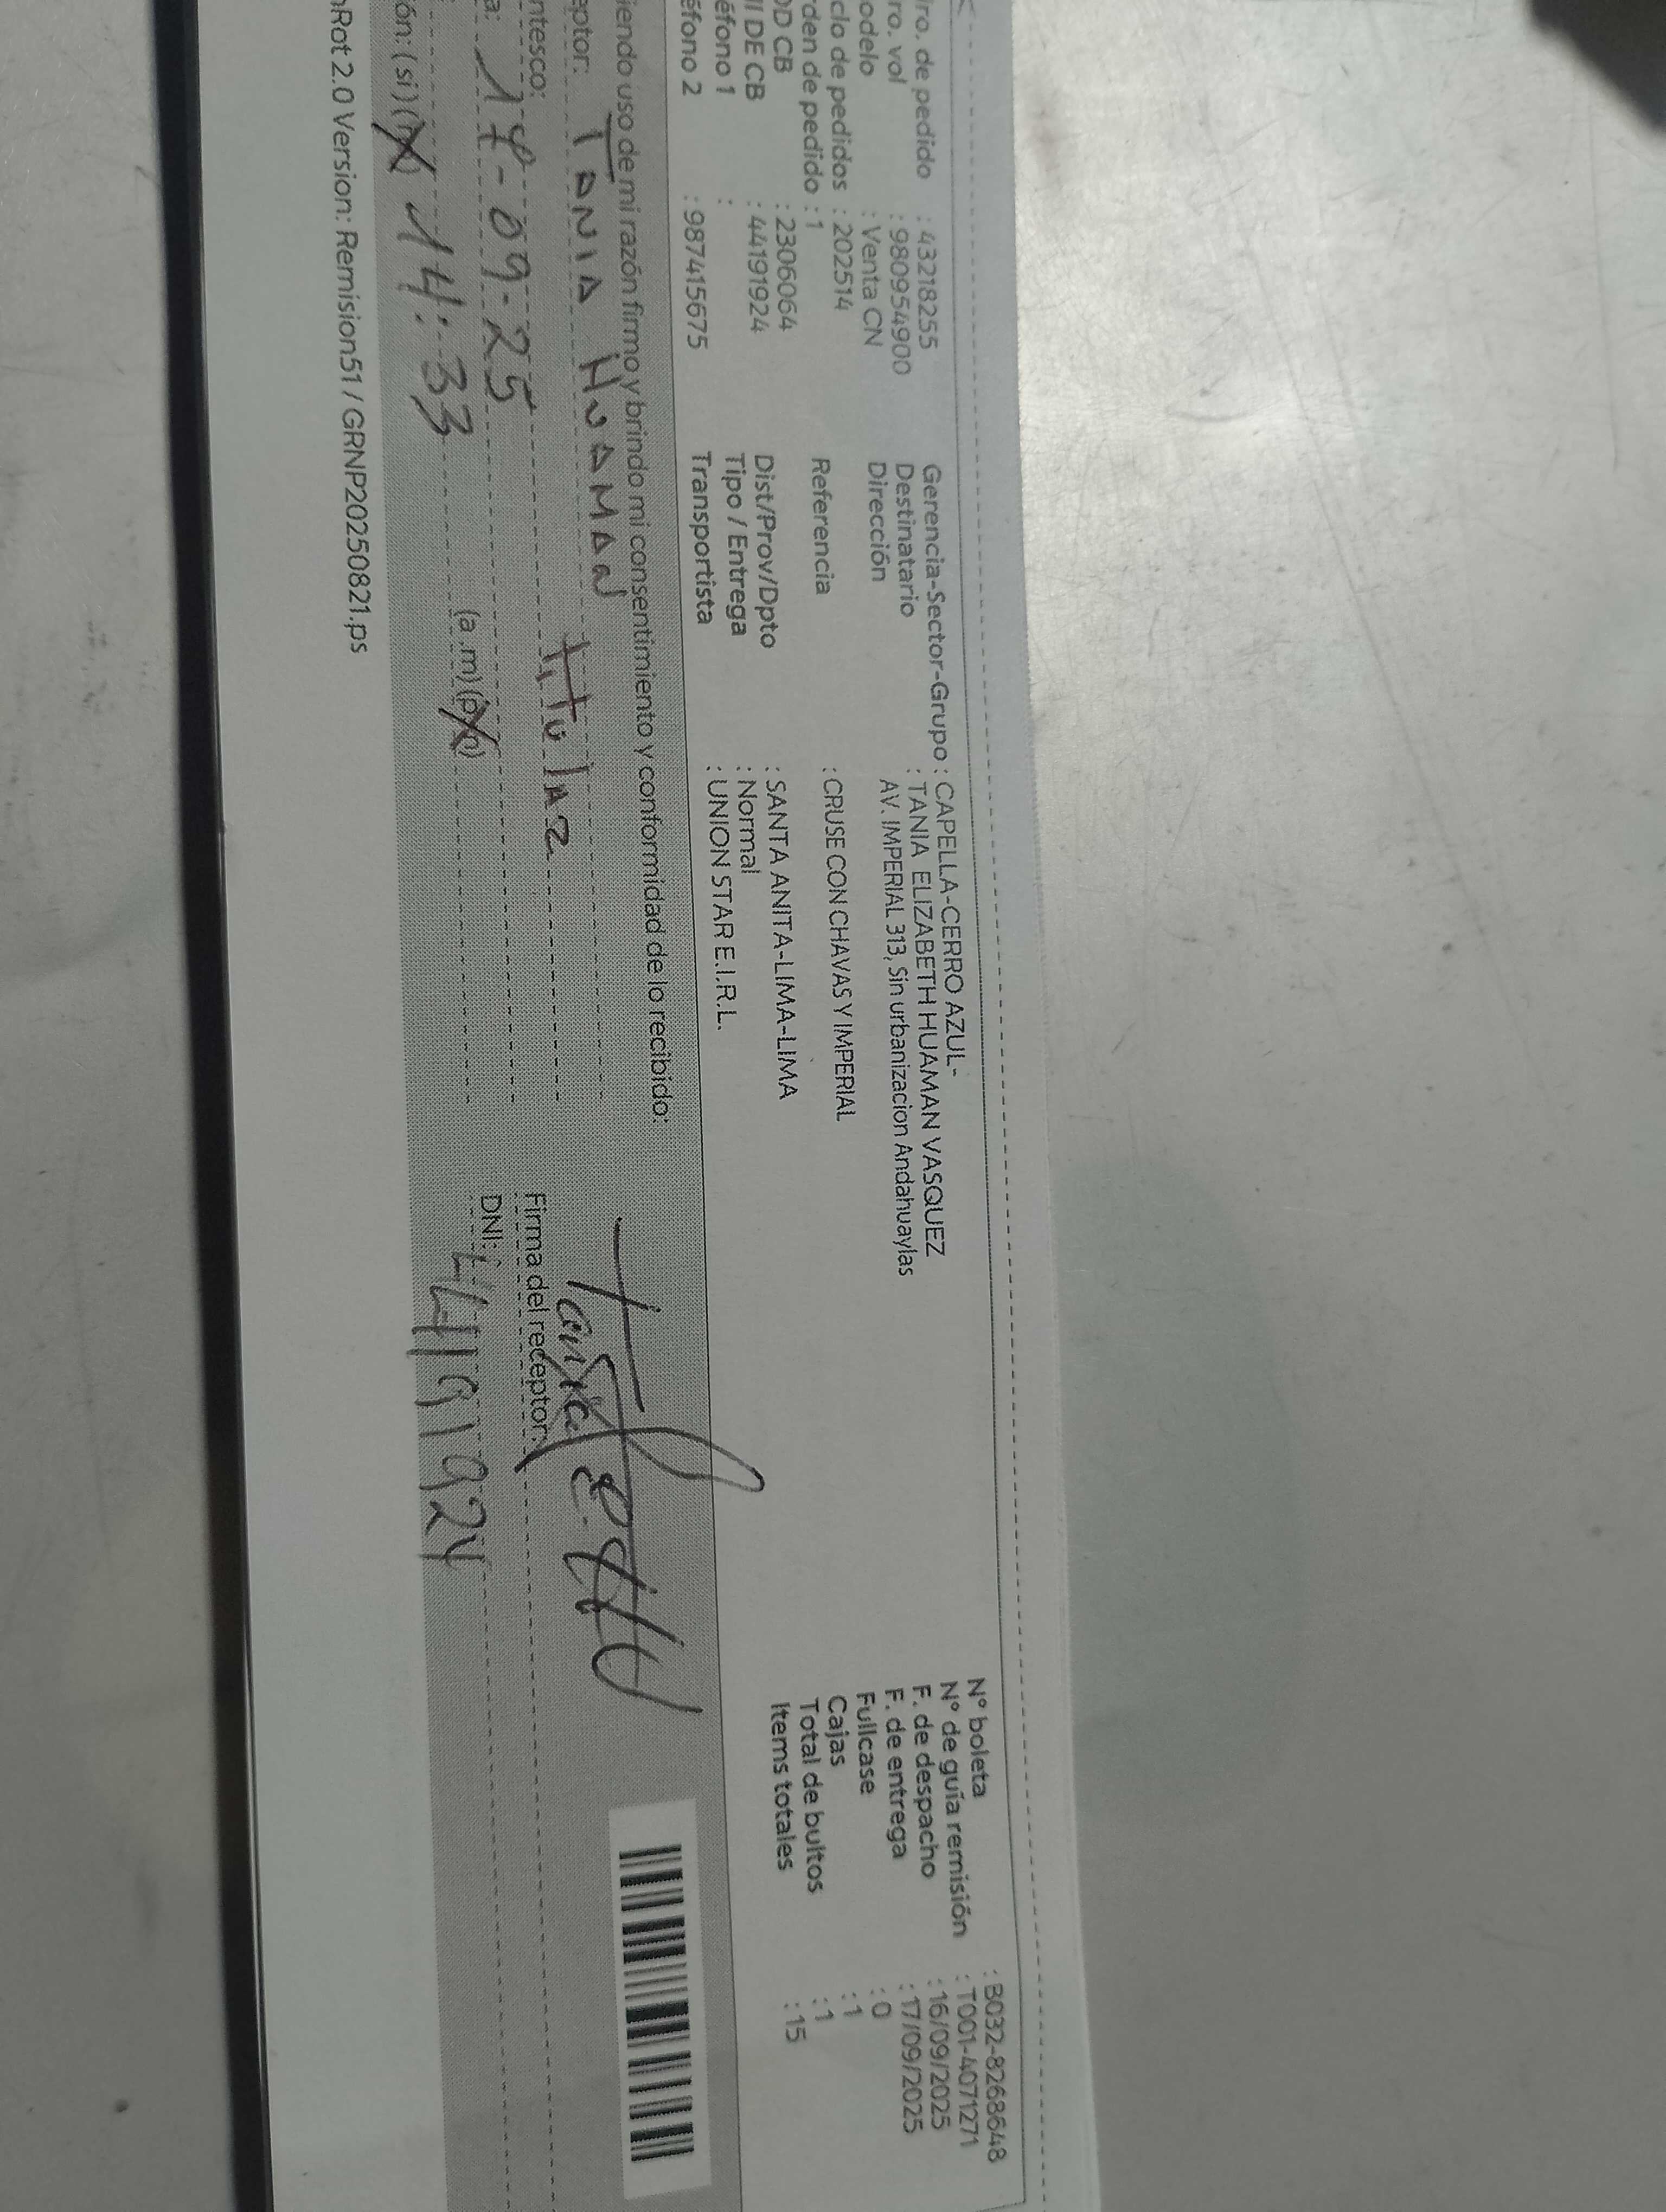 ro. de pedido : 43218255 Gerencia-Sector-Grupo : CAPELLA-CERRO AZUL- N° boleta : B032-8268648
ro. vol : 980954900 Destinatario : TANIA ELIZABETH HUAMAN VASQUEZ N° de guía remisión : T001-4071271
odelo : Venta CN Dirección AV. IMPERIAL 313, Sin urbanizacion Andahuaylas F. de despacho : 16/09/2025
clo de pedidos : 202514 F. de entrega : 17/09/2025
rden de pedido : 1 Referencia : CRUSE CON CHAVAS Y IMPERIAL Fullcase : 0
OD CB : 2306064 Cajas : 1
II DE CB : 44191924 Dist/Prov/Dpto : SANTA ANITA-LIMA-LIMA Total de bultos : 1
éfono 1 : Tipo / Entrega : Normal Items totales : 15
éfono 2 : 987415675 Transportista : UNION STAR E.I.R.L.
iendo uso de mi razón firmo y brindo mi consentimiento y conformidad de lo recibido:
eptor: TANIA HUAMAN
ntesco: titular
a: 17-09-25 Firma del receptor:
14:33 (a.m) (p.m) DNI: 44191924
ón: (si) (no)
nRot 2.0 Version: Remision51 / GRNP20250821.ps